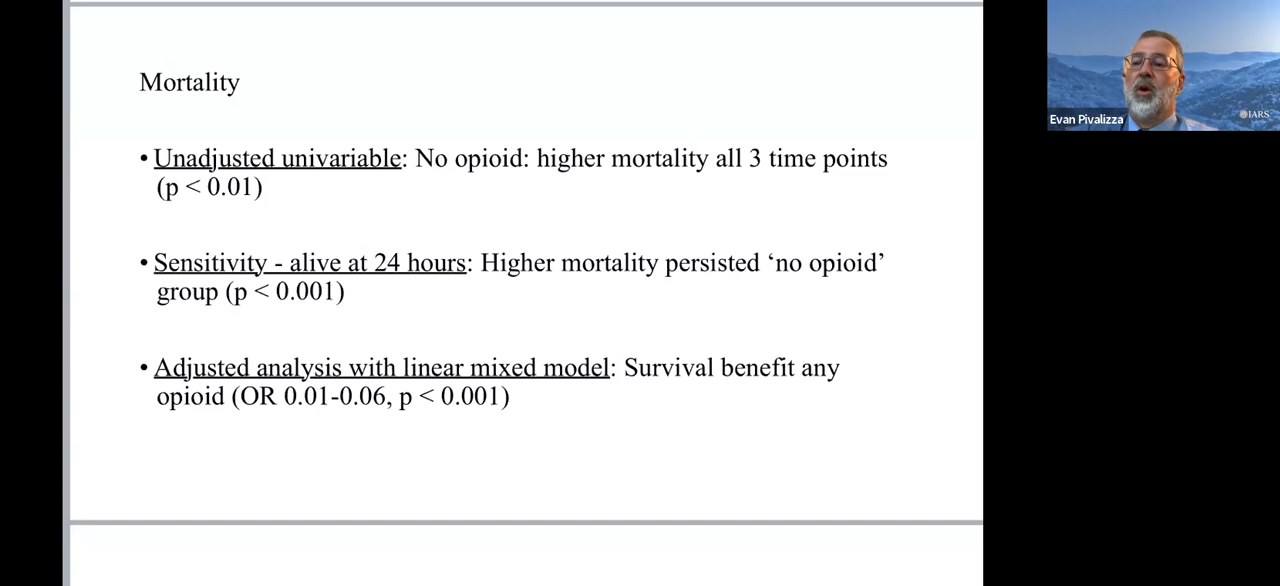 Mortality
• Unadjusted univariable: No opioid: higher mortality all 3 time points
(p < 0.01)
• Sensitivity - alive at 24 hours: Higher mortality persisted ‘no opioid’
group (p < 0.001)
• Adjusted analysis with linear mixed model: Survival benefit any
opioid (OR 0.01-0.06, p < 0.001)
IARS
Evan Pivalizza